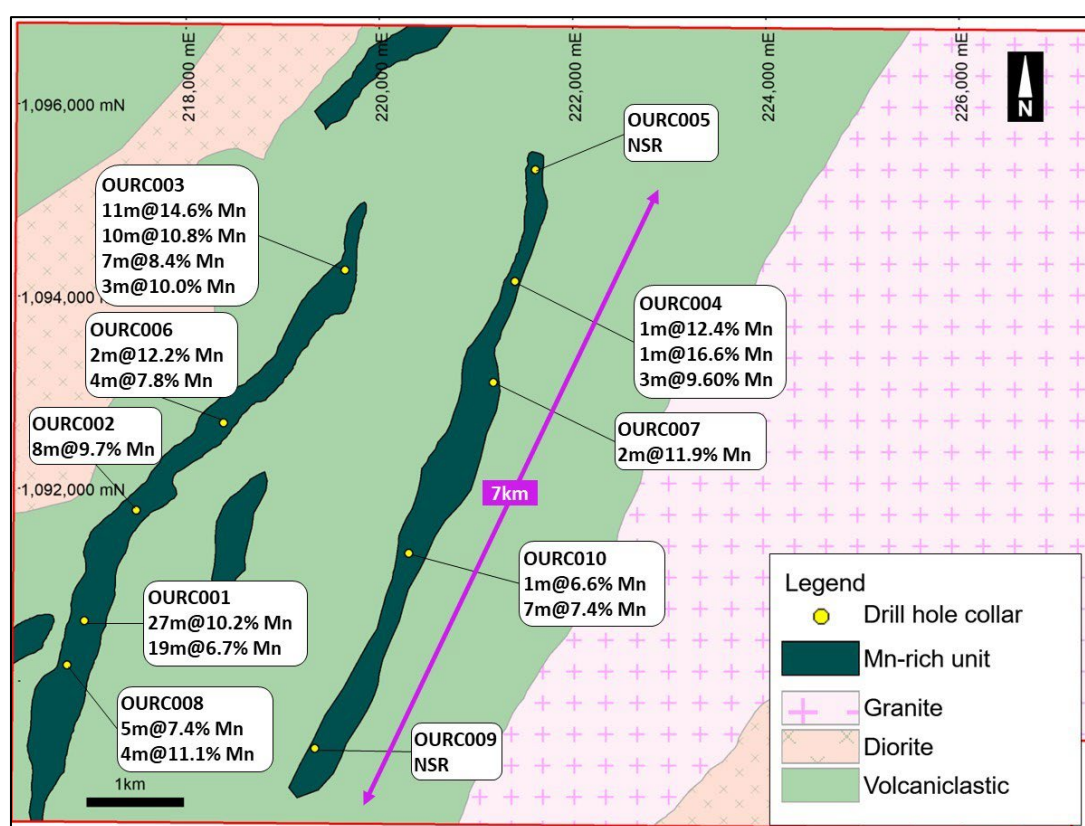 218,000 mE
220,000 mE
222,000 mE
224,000 mE
226,000 mE
1,096,000 mN
N
OURC005
NSR
OURC003
11m@14.6% Mn
10m@10.8% Mn
7m@8.4% Mn
3m@10.0% Mn
1,094,000 mN
OURC004
1m@12.4% Mn
1m@16.6% Mn
3m@9.60% Mn
OURC006
2m@12.2% Mn
4m@7.8% Mn
OURC002
8m@9.7% Mn
OURC007
2m@11.9% Mn
1,092,000 mN
7km
OURC010
1m@6.6% Mn
7m@7.4% Mn
OURC001
27m@10.2% Mn
19m@6.7% Mn
OURC008
5m@7.4% Mn
4m@11.1% Mn
OURC009
NSR
1km
Legend
Drill hole collar
Mn-rich unit
Granite
Diorite
Volcaniclastic